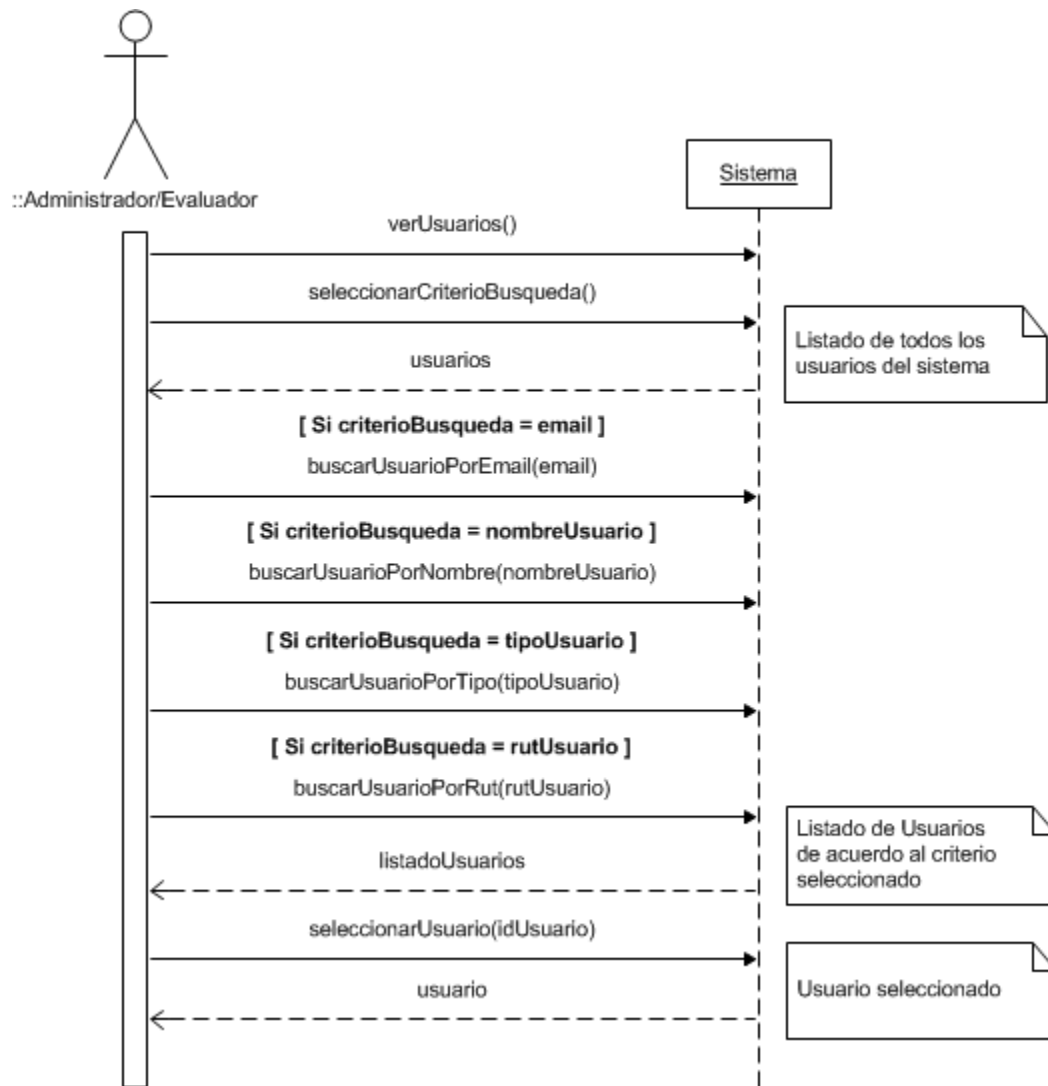 ::Administrador/Evaluador
Sistema
verUsuarios()
seleccionarCriterioBusqueda()
Listado de todos los
usuarios del sistema
usuarios
[ Si criterioBusqueda = email ]
buscarUsuarioPorEmail(email)
[ Si criterioBusqueda = nombreUsuario ]
buscarUsuarioPorNombre(nombreUsuario)
[ Si criterioBusqueda = tipoUsuario ]
buscarUsuarioPorTipo(tipoUsuario)
[ Si criterioBusqueda = rutUsuario ]
buscarUsuarioPorRut(rutUsuario)
Listado de Usuarios
de acuerdo al criterio
seleccionado
listadoUsuarios
seleccionarUsuario(idUsuario)
usuario
Usuario seleccionado